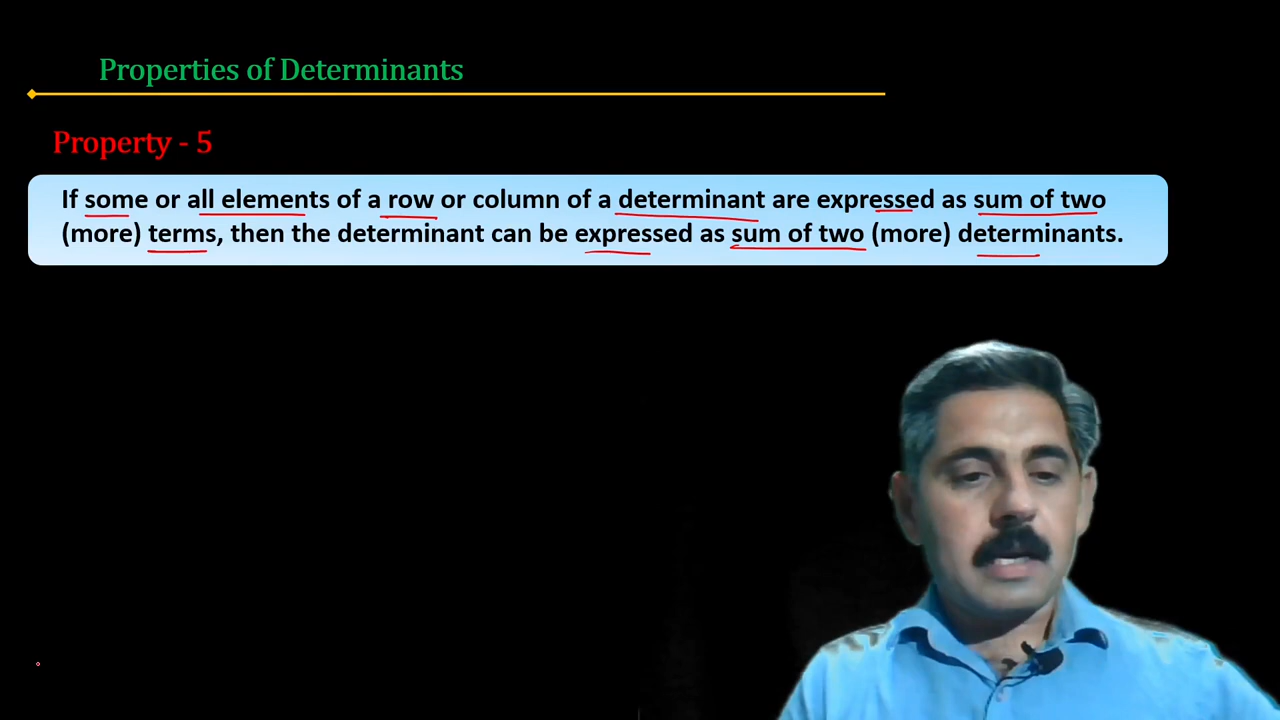 Properties of Determinants
Property - 5
If some or all elements of a row or column of a determinant are expressed as sum of two
(more) terms, then the determinant can be expressed as sum of two (more) determinants.